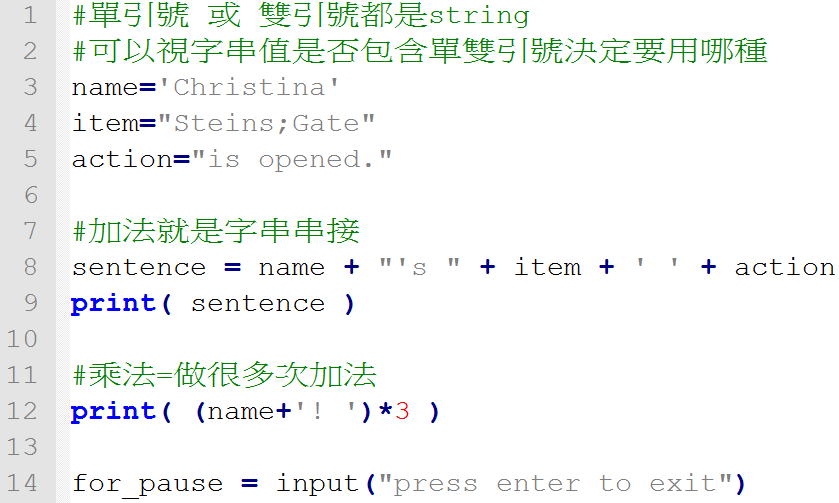 1 #單引號 或 雙引號都是string
2 #可以視字串值是否包含單雙引號決定要用哪種
3 name='Christina'
4 item="Steins;Gate"
5 action="is opened."
6
7 #加法就是字串串接
8 sentence = name + "'s " + item + ' ' + action
9 print( sentence )
10
11 #乘法=做很多次加法
12 print( (name+'! ')*3 )
13
14 for_pause = input("press enter to exit")